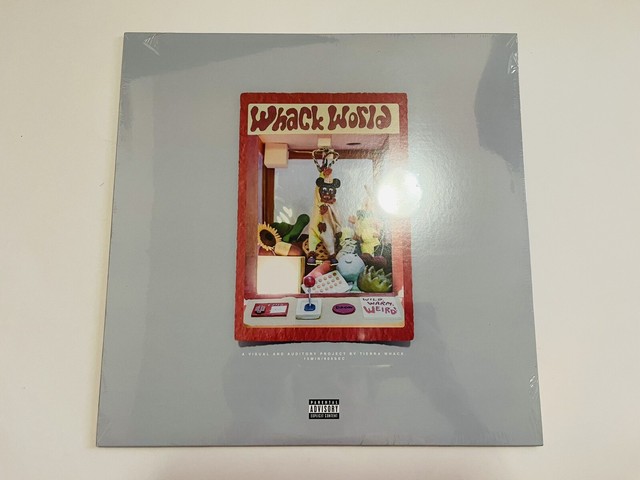 Whack World
WILD,
WARM,
WEIRD!
A VISUAL AND AUDITORY PROJECT BY TIERRA WHACK.
PARENTAL
ADVISORY
EXPLICIT CONTENT